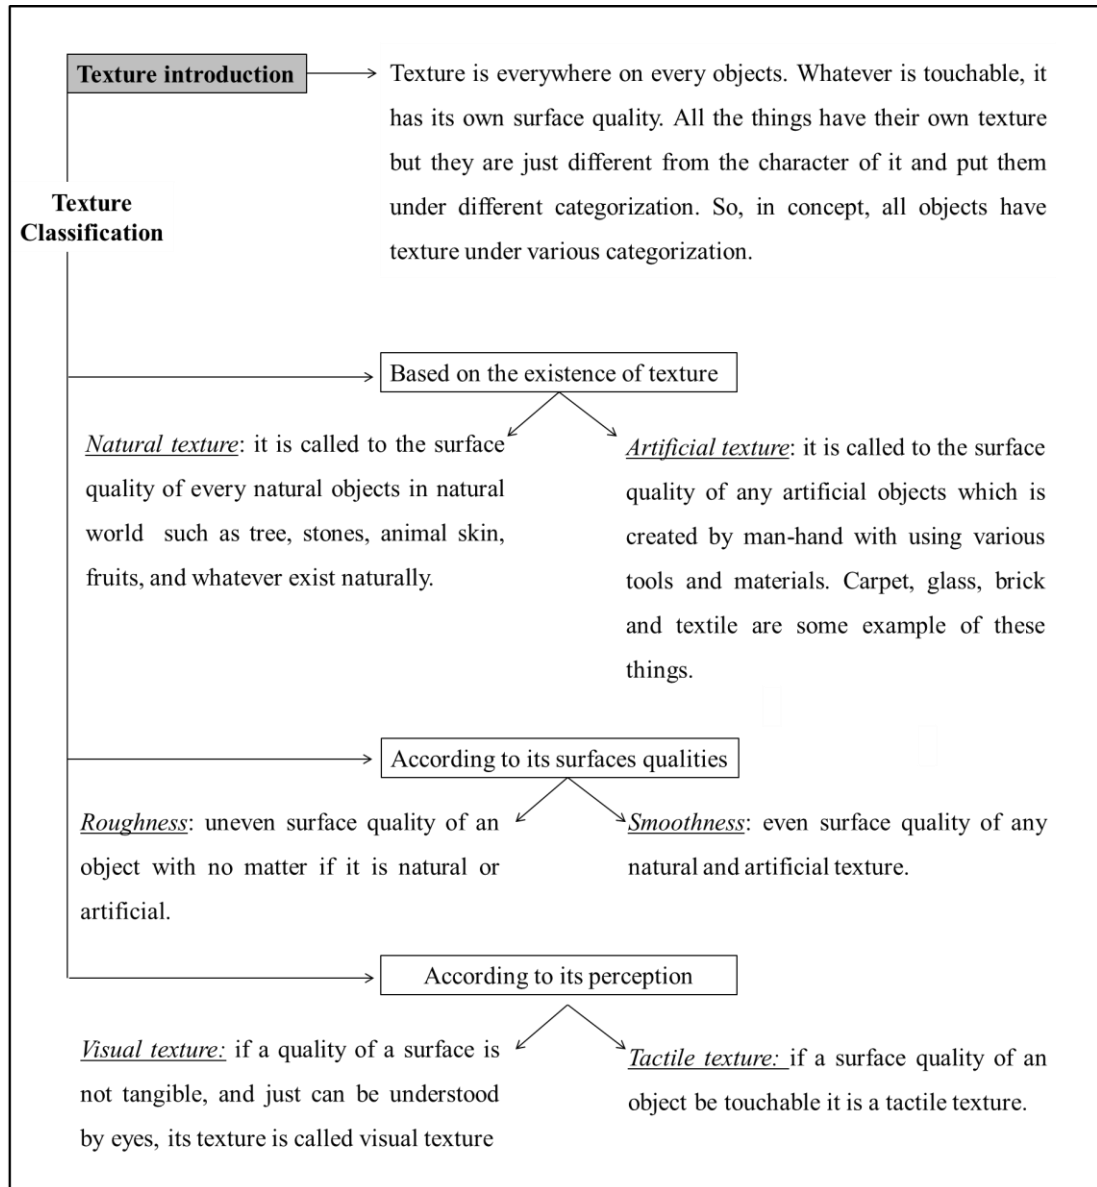 Texture introduction
Texture is everywhere on every objects. Whatever is touchable, it
has its own surface quality. All the things have their own texture
but they are just different from the character of it and put them
under different categorization. So, in concept, all objects have
texture under various categorization.
Texture
Classification
Based on the existence of texture
Natural texture: it is called to the surface
quality of every natural objects in natural
world such as tree, stones, animal skin,
fruits, and whatever exist naturally.
Artificial texture: it is called to the surface
quality of any artificial objects which is
created by man-hand with using various
tools and materials. Carpet, glass, brick
and textile are some example of these
things.
According to its surfaces qualities
Roughness: uneven surface quality of an
object with no matter if it is natural or
artificial.
Smoothness: even surface quality of any
natural and artificial texture.
According to its perception
Visual texture: if a quality of a surface is
not tangible, and just can be understood
by eyes, its texture is called visual texture
Tactile texture: if a surface quality of an
object be touchable it is a tactile texture.